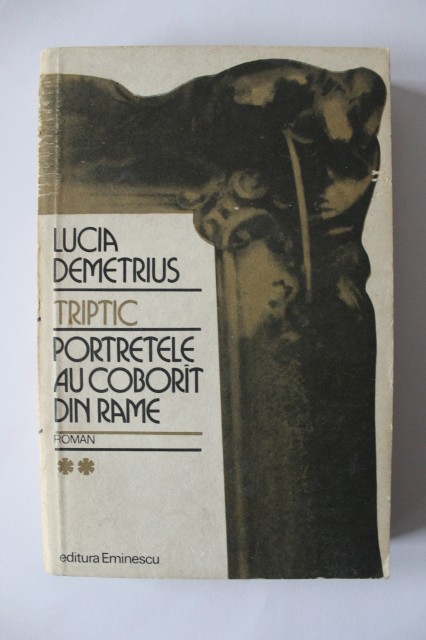 LUCIA
DEMETRIUS
TRIPTIC
PORTRETELE
AU COBORÎT
DIN RAME
ROMAN
**
editura Eminescu